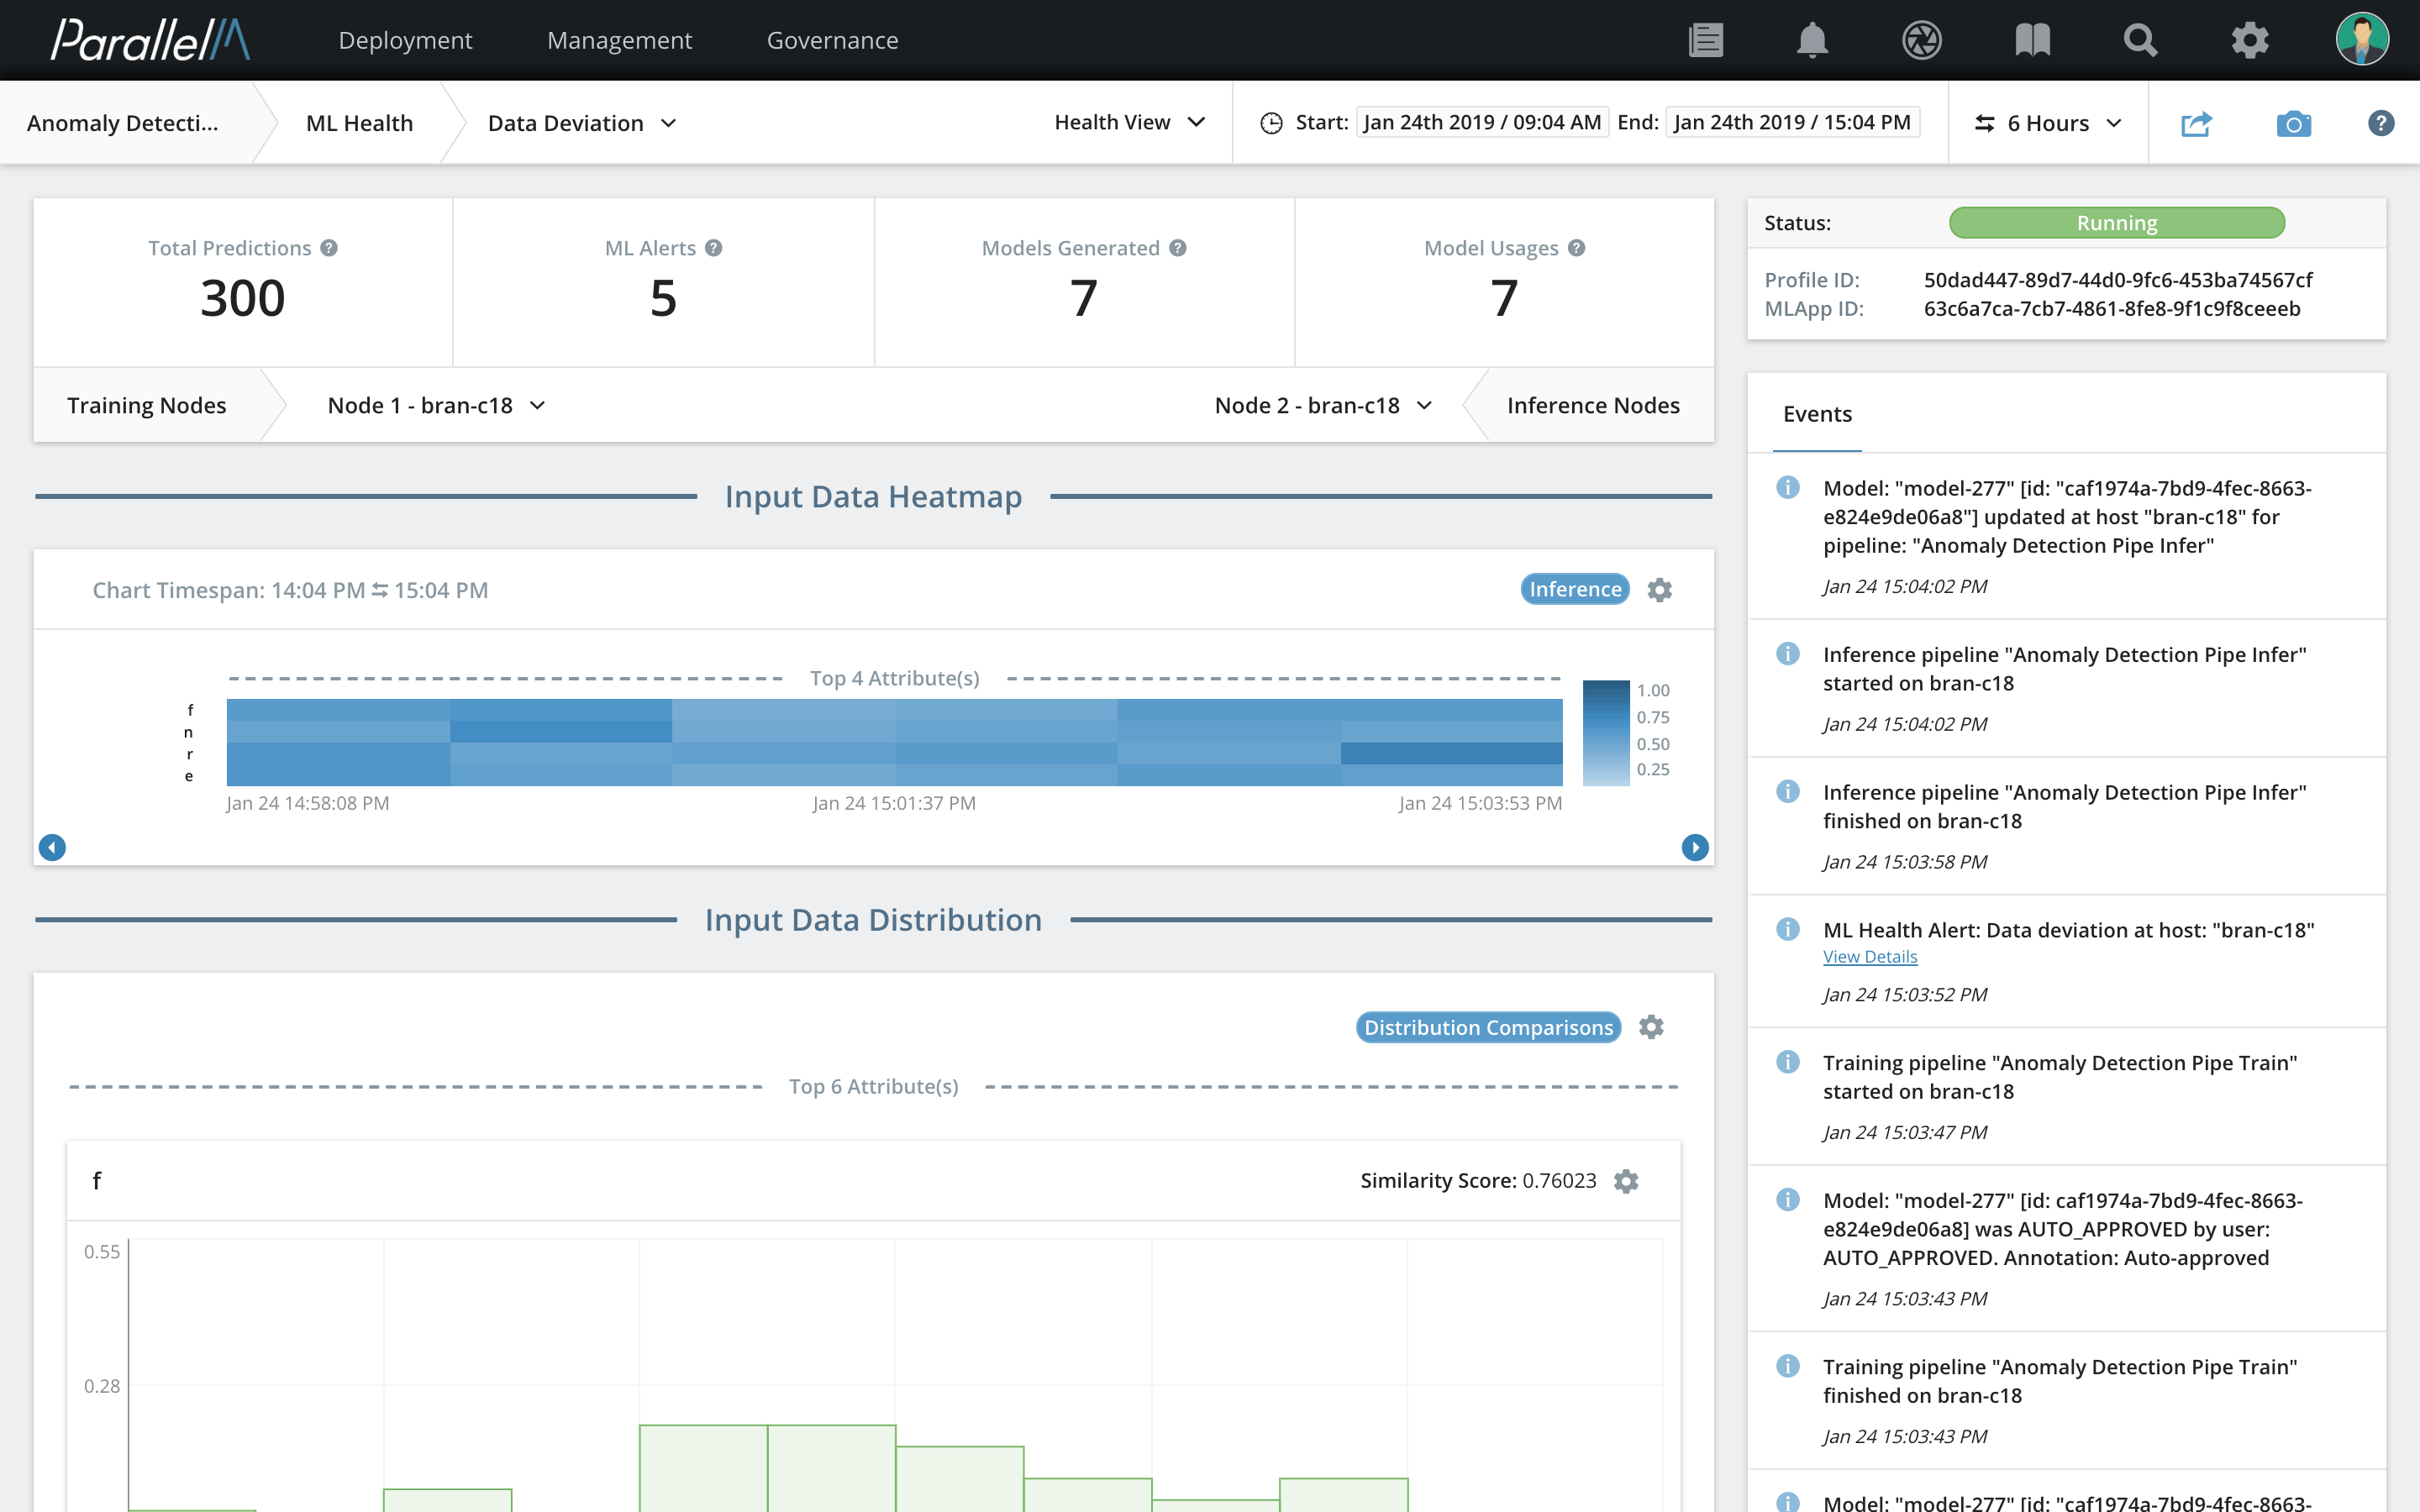 ParallelM
Deployment
Management
Governance
Anomaly Detecti...
ML Health
Data Deviation
Health View
Start: Jan 24th 2019 / 09:04 AM End: Jan 24th 2019 / 15:04 PM
6 Hours
?
Total Predictions ?
300
ML Alerts ?
5
Models Generated ?
7
Model Usages ?
7
Training Nodes
Node 1 - bran-c18
Node 2 - bran-c18
Inference Nodes
Input Data Heatmap
Chart Timespan: 14:04 PM ⇆ 15:04 PM
Inference
Top 4 Attribute(s)
f
n
r
e
1.00
0.75
0.50
0.25
Jan 24 14:58:08 PM
Jan 24 15:01:37 PM
Jan 24 15:03:53 PM
Input Data Distribution
Distribution Comparisons
Top 6 Attribute(s)
f
Similarity Score: 0.76023
0.55
0.28
Status:
Running
Profile ID: 50dad447-89d7-44d0-9fc6-453ba74567cf
MLApp ID: 63c6a7ca-7cb7-4861-8fe8-9f1c9f8ceeeb
Events
Model: "model-277" [id: "caf1974a-7bd9-4fec-8663-
e824e9de06a8"] updated at host "bran-c18" for
pipeline: "Anomaly Detection Pipe Infer"
Jan 24 15:04:02 PM
Inference pipeline "Anomaly Detection Pipe Infer"
started on bran-c18
Jan 24 15:04:02 PM
Inference pipeline "Anomaly Detection Pipe Infer"
finished on bran-c18
Jan 24 15:03:58 PM
ML Health Alert: Data deviation at host: "bran-c18"
View Details
Jan 24 15:03:52 PM
Training pipeline "Anomaly Detection Pipe Train"
started on bran-c18
Jan 24 15:03:47 PM
Model: "model-277" [id: caf1974a-7bd9-4fec-8663-
e824e9de06a8] was AUTO_APPROVED by user:
AUTO_APPROVED. Annotation: Auto-approved
Jan 24 15:03:43 PM
Training pipeline "Anomaly Detection Pipe Train"
finished on bran-c18
Jan 24 15:03:43 PM
Model: "model-277" [id: "caf1974a-7bd9-4fec-8663-